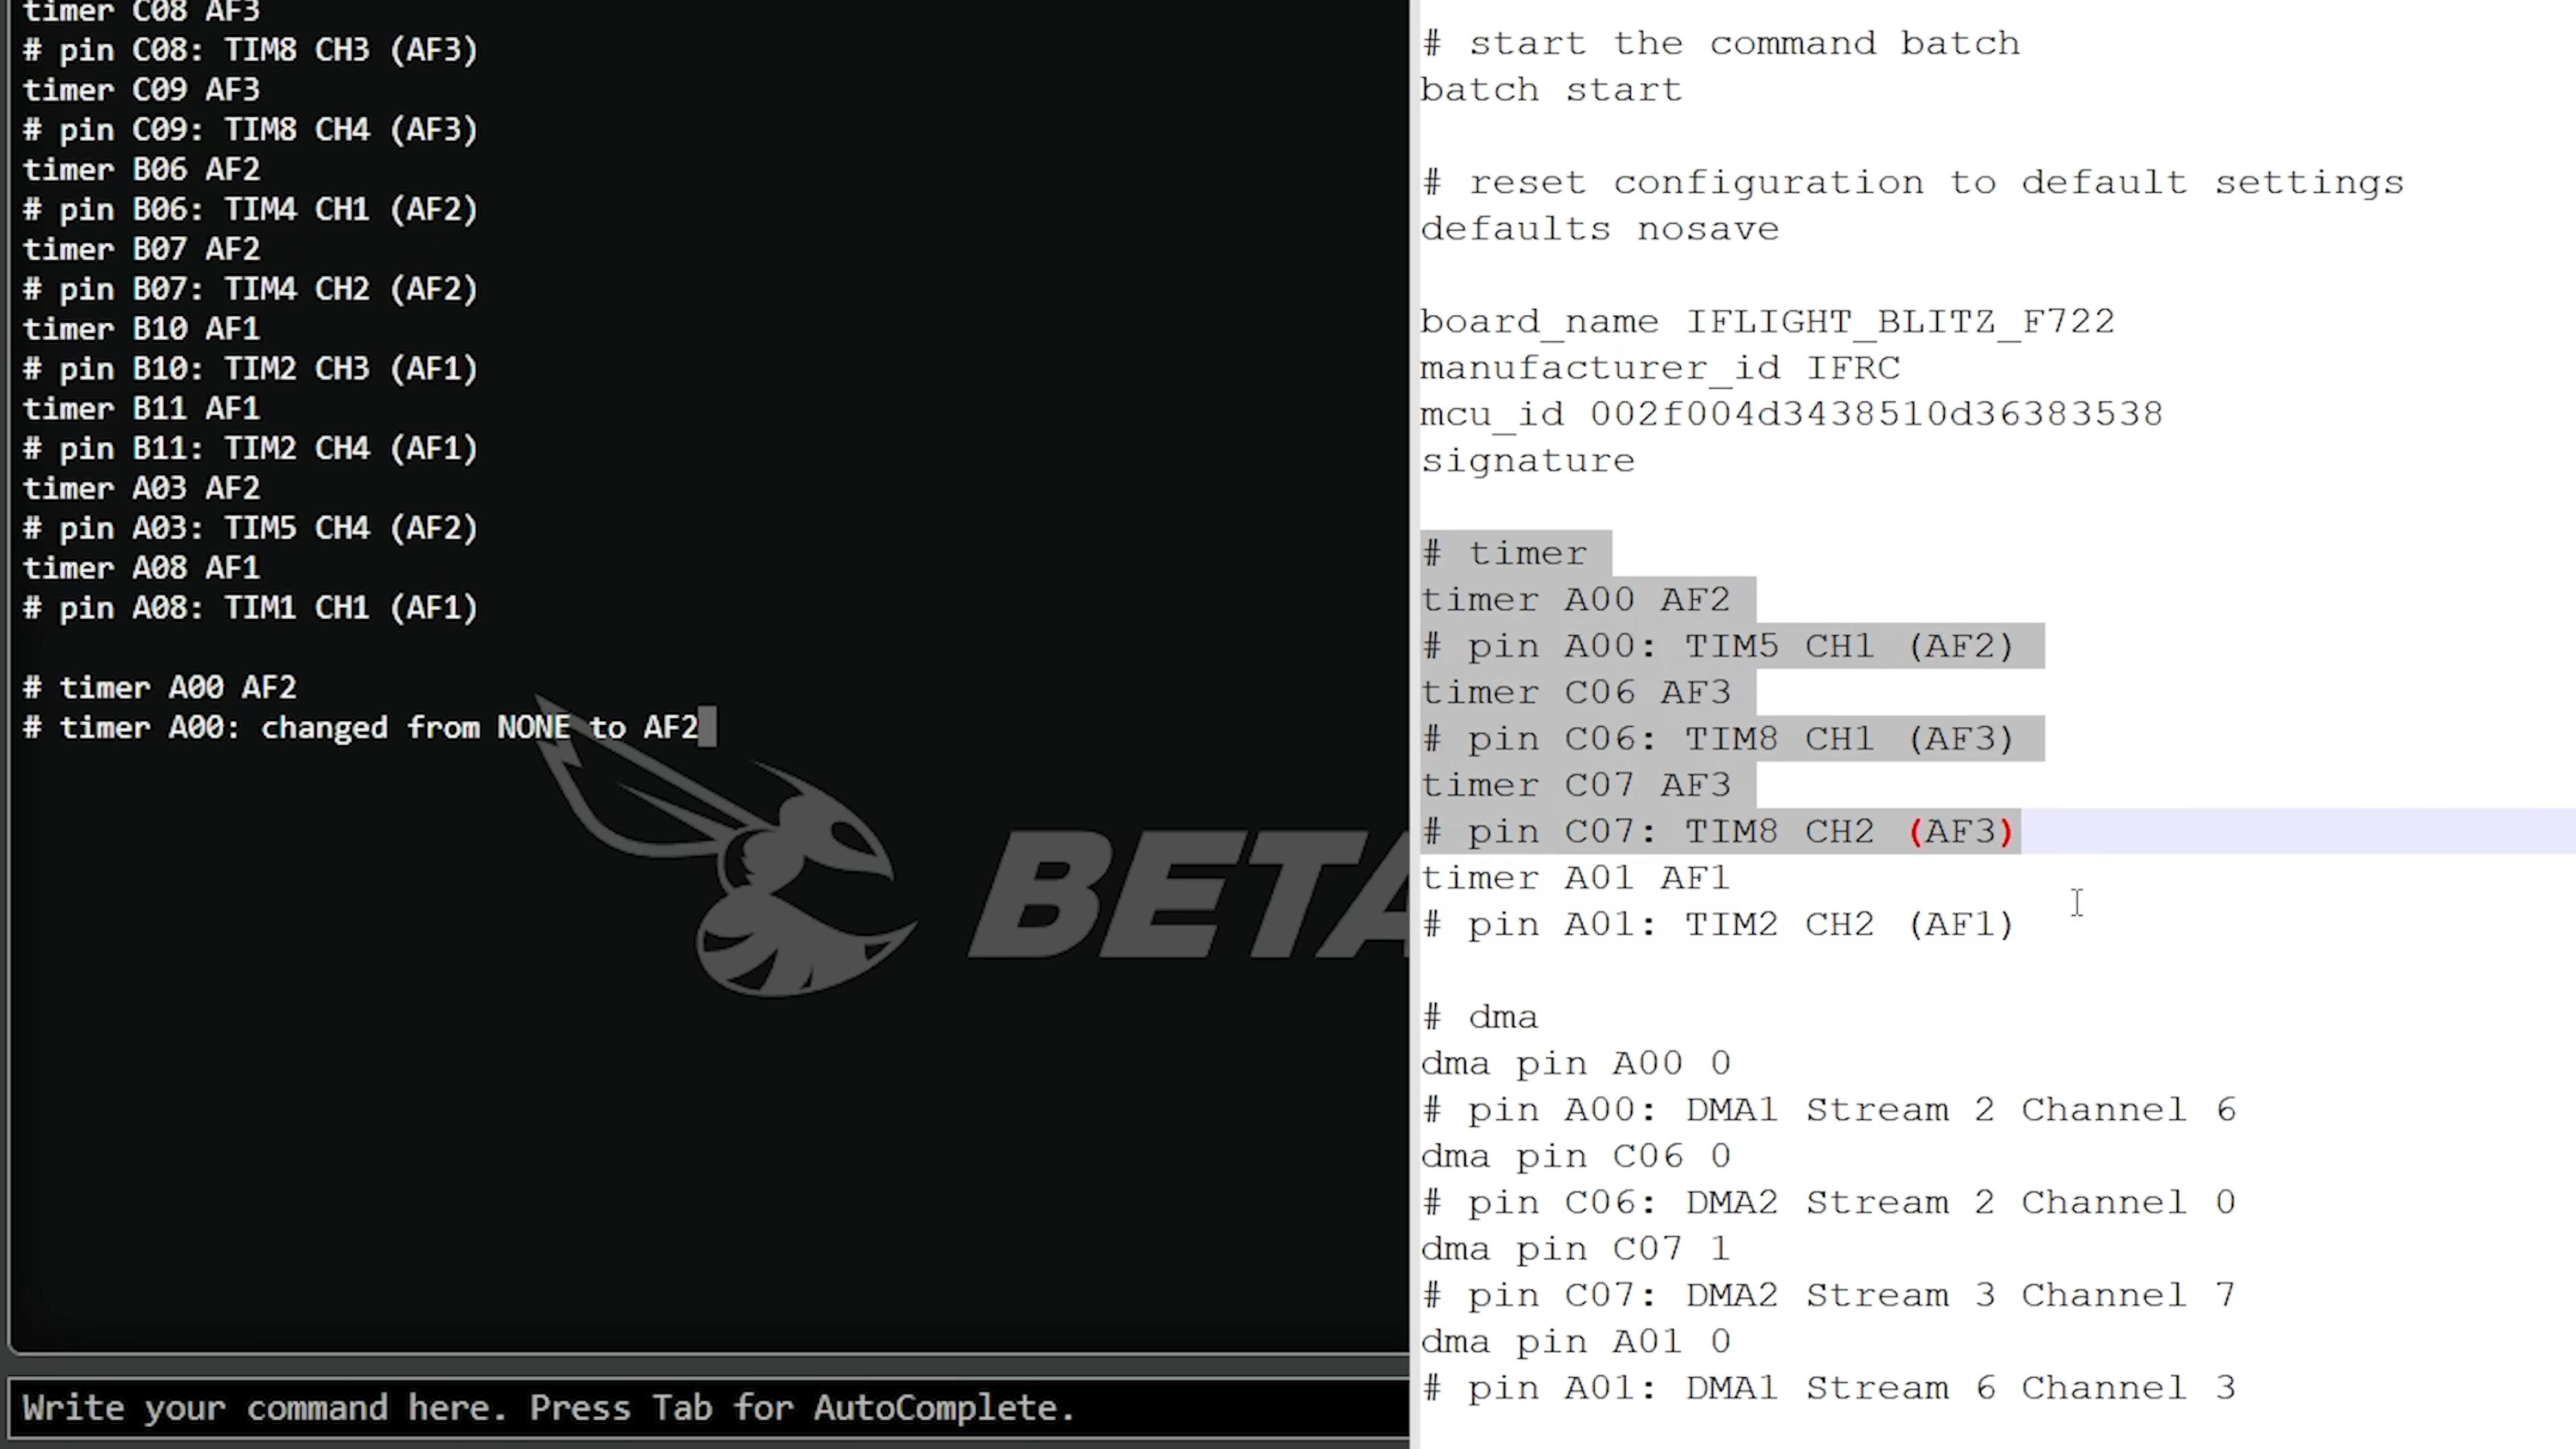 timer C08 AF3
# pin C08: TIM8 CH3 (AF3)
timer C09 AF3
# pin C09: TIM8 CH4 (AF3)
timer B06 AF2
# pin B06: TIM4 CH1 (AF2)
timer B07 AF2
# pin B07: TIM4 CH2 (AF2)
timer B10 AF1
# pin B10: TIM2 CH3 (AF1)
timer B11 AF1
# pin B11: TIM2 CH4 (AF1)
timer A03 AF2
# pin A03: TIM5 CH4 (AF2)
timer A08 AF1
# pin A08: TIM1 CH1 (AF1)
# timer A00 AF2
# timer A00: changed from NONE to AF2
BETA
Write your command here. Press Tab for AutoComplete.
# start the command batch
batch start
# reset configuration to default settings
defaults nosave
board_name IFLIGHT_BLITZ_F722
manufacturer_id IFRC
mcu_id 002f004d3438510d36383538
signature
# timer
timer A00 AF2
# pin A00: TIM5 CH1 (AF2)
timer C06 AF3
# pin C06: TIM8 CH1 (AF3)
timer C07 AF3
# pin C07: TIM8 CH2 (AF3)
timer A01 AF1
# pin A01: TIM2 CH2 (AF1)
# dma
dma pin A00 0
# pin A00: DMA1 Stream 2 Channel 6
dma pin C06 0
# pin C06: DMA2 Stream 2 Channel 0
dma pin C07 1
# pin C07: DMA2 Stream 3 Channel 7
dma pin A01 0
# pin A01: DMA1 Stream 6 Channel 3